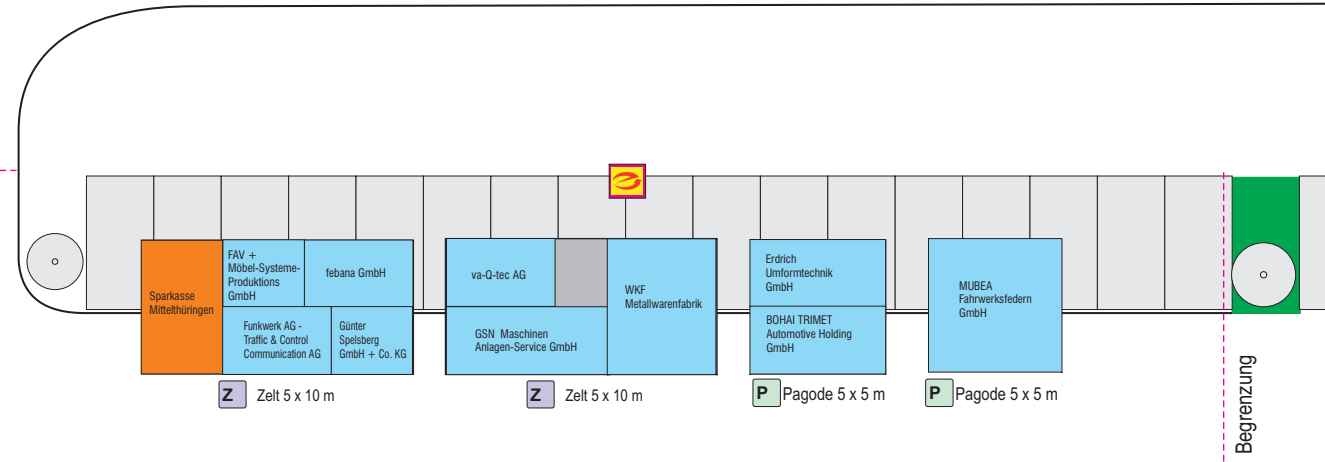 Sparkasse
Mittelthüringen
FAV +
Möbel-Systeme-
Produktions
GmbH
febana GmbH
Funkwerk AG -
Traffic & Control
Communication AG
Günter
Spelsberg
GmbH + Co. KG
Z Zelt 5 x 10 m
va-Q-tec AG
GSN Maschinen
Anlagen-Service GmbH
WKF
Metallwarenfabrik
Z Zelt 5 x 10 m
Erdrich
Umformtechnik
GmbH
BOHAI TRIMET
Automotive Holding
GmbH
P Pagode 5 x 5 m
MUBEA
Fahrwerksfedern
GmbH
P Pagode 5 x 5 m
Begrenzung